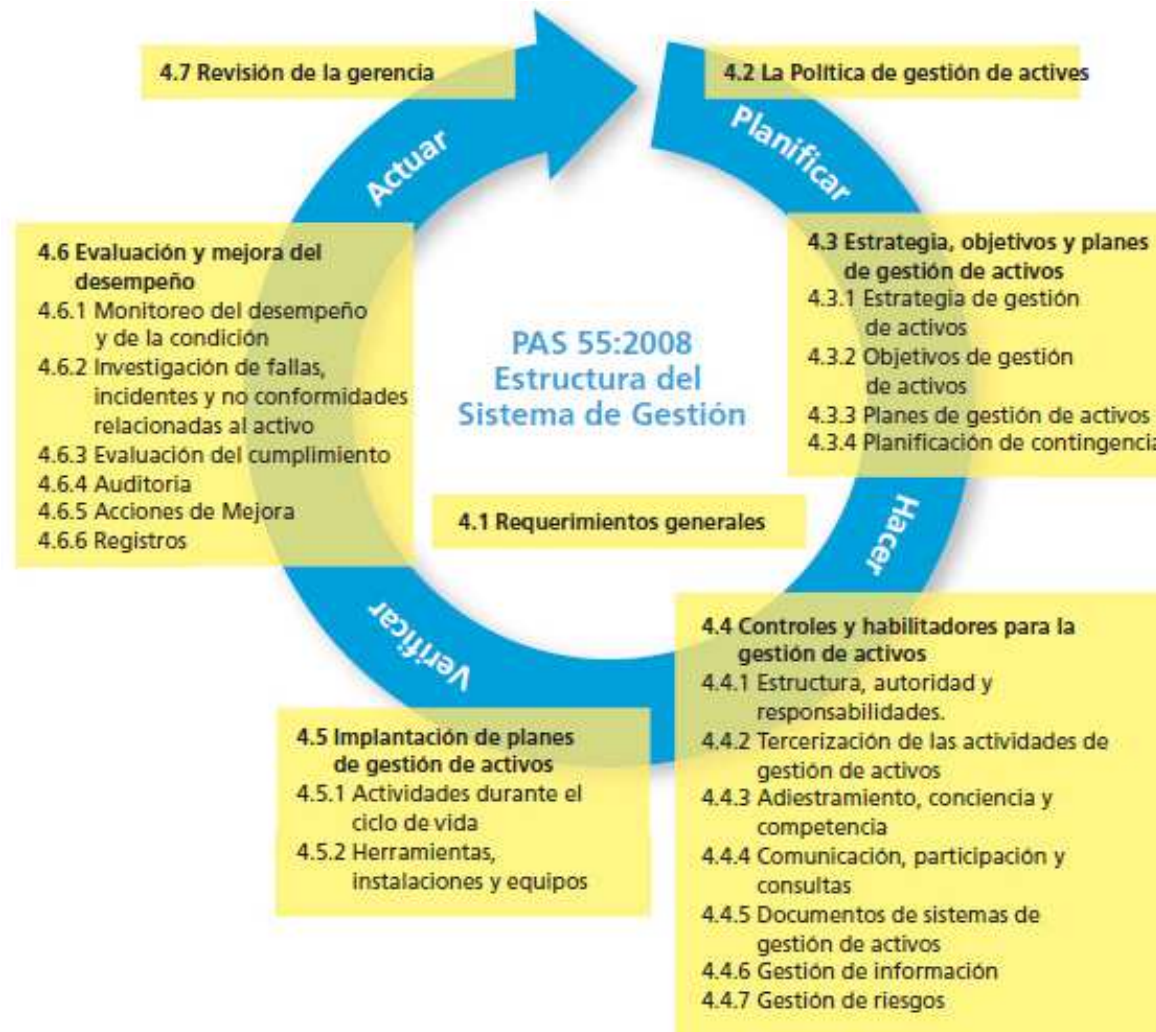 4.7 Revisión de la gerencia
4.2 La Política de gestión de actives
Actuar
Planificar
4.6 Evaluación y mejora del
desempeño
4.6.1 Monitoreo del desempeño
y de la condición
4.6.2 Investigación de fallas,
incidentes y no conformidades
relacionadas al activo
4.6.3 Evaluación del cumplimiento
4.6.4 Auditoria
4.6.5 Acciones de Mejora
4.6.6 Registros
PAS 55:2008
Estructura del
Sistema de Gestión
4.3 Estrategia, objetivos y planes
de gestión de activos
4.3.1 Estrategia de gestión
de activos
4.3.2 Objetivos de gestión
de activos
4.3.3 Planes de gestión de activos
4.3.4 Planificación de contingencia
4.1 Requerimientos generales
Hacer
Verificar
4.5 Implantación de planes
de gestión de activos
4.5.1 Actividades durante el
ciclo de vida
4.5.2 Herramientas,
instalaciones y equipos
4.4 Controles y habilitadores para la
gestión de activos
4.4.1 Estructura, autoridad y
responsabilidades.
4.4.2 Tercerización de las actividades de
gestión de activos
4.4.3 Adiestramiento, conciencia y
competencia
4.4.4 Comunicación, participación y
consultas
4.4.5 Documentos de sistemas de
gestión de activos
4.4.6 Gestión de información
4.4.7 Gestión de riesgos